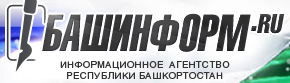 БАШИНФОРМ.RU
ИНФОРМАЦИОННОЕ АГЕНТСТВО
РЕСПУБЛИКИ БАШКОРТОСТАН